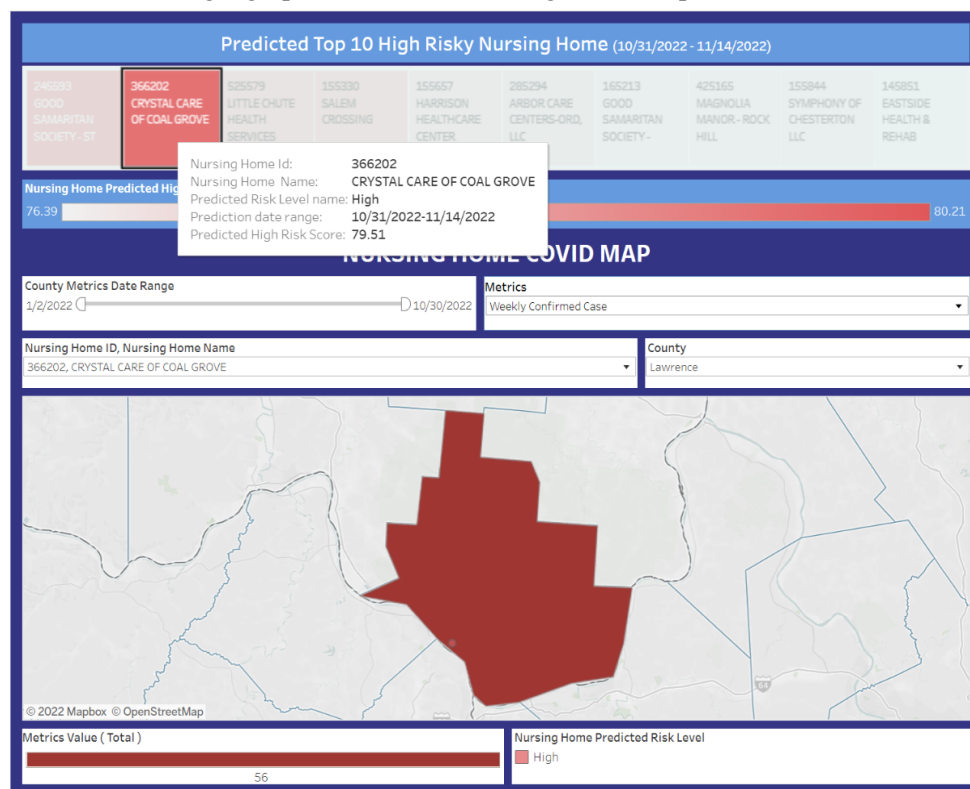 Predicted Top 10 High Risky Nursing Home (10/31/2022 - 11/14/2022)
246593
GOOD
SAMARITAN
SOCIETY - ST
366202
CRYSTAL CARE
OF COAL GROVE
525579
LITTLE CHUTE
HEALTH
SERVICES
155330
SALEM
CROSSING
155657
HARRISON
HEALTHCARE
CENTER
285294
ARBOR CARE
CENTERS-ORD,
LLC
165213
GOOD
SAMARITAN
SOCIETY -
425165
MAGNOLIA
MANOR - ROCK
HILL
155844
SYMPHONY OF
CHESTERTON
LLC
145851
EASTSIDE
HEALTH &
REHAB
Nursing Home Id: 366202
Nursing Home Name: CRYSTAL CARE OF COAL GROVE
Predicted Risk Level name: High
Prediction date range: 10/31/2022-11/14/2022
Predicted High Risk Score: 79.51
Nursing Home Predicted Hig
76.39
80.21
NURSING HOME COVID MAP
County Metrics Date Range
1/2/2022
10/30/2022
Metrics
Weekly Confirmed Case
Nursing Home ID, Nursing Home Name
366202, CRYSTAL CARE OF COAL GROVE
County
Lawrence
64
© 2022 Mapbox © OpenStreetMap
Metrics Value ( Total )
56
Nursing Home Predicted Risk Level
High